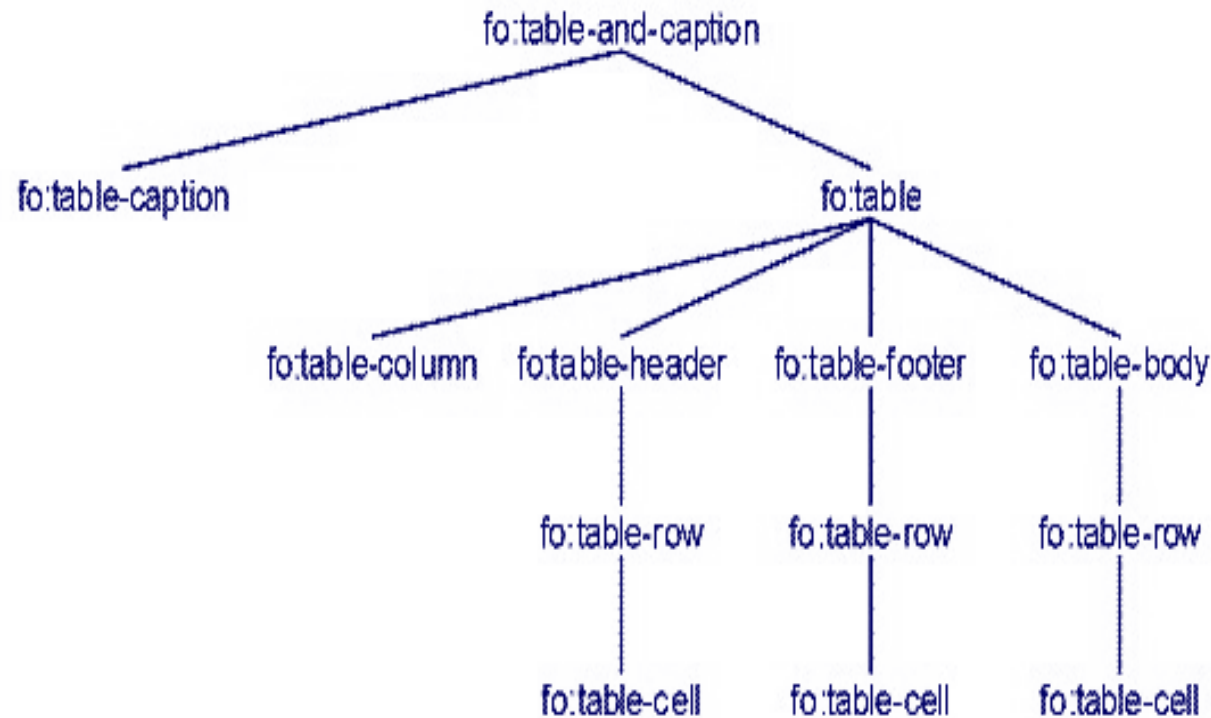 fo:table-and-caption
fo:table-caption fo:table
fo:table-column fo:table-header fo:table-footer fo:table-body
fo:table-row fo:table-row fo:table-row
fo:table-cell fo:table-cell fo:table-cell